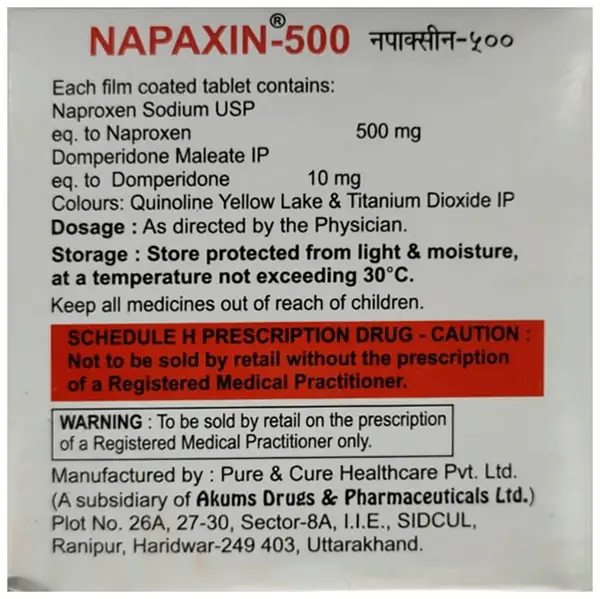 NAPAXIN®-500 नपाक्सीन-५००
Each film coated tablet contains:
Naproxen Sodium USP
eq. to Naproxen 500 mg
Domperidone Maleate IP
eq. to Domperidone 10 mg
Colours: Quinoline Yellow Lake & Titanium Dioxide IP
Dosage : As directed by the Physician.
Storage : Store protected from light & moisture,
at a temperature not exceeding 30°C.
Keep all medicines out of reach of children.
SCHEDULE H PRESCRIPTION DRUG - CAUTION :
Not to be sold by retail without the prescription
of a Registered Medical Practitioner.
WARNING : To be sold by retail on the prescription
of a Registered Medical Practitioner only.
Manufactured by : Pure & Cure Healthcare Pvt. Ltd.
(A subsidiary of Akums Drugs & Pharmaceuticals Ltd.)
Plot No. 26A, 27-30, Sector-8A, I.I.E., SIDCUL,
Ranipur, Haridwar-249 403, Uttarakhand.